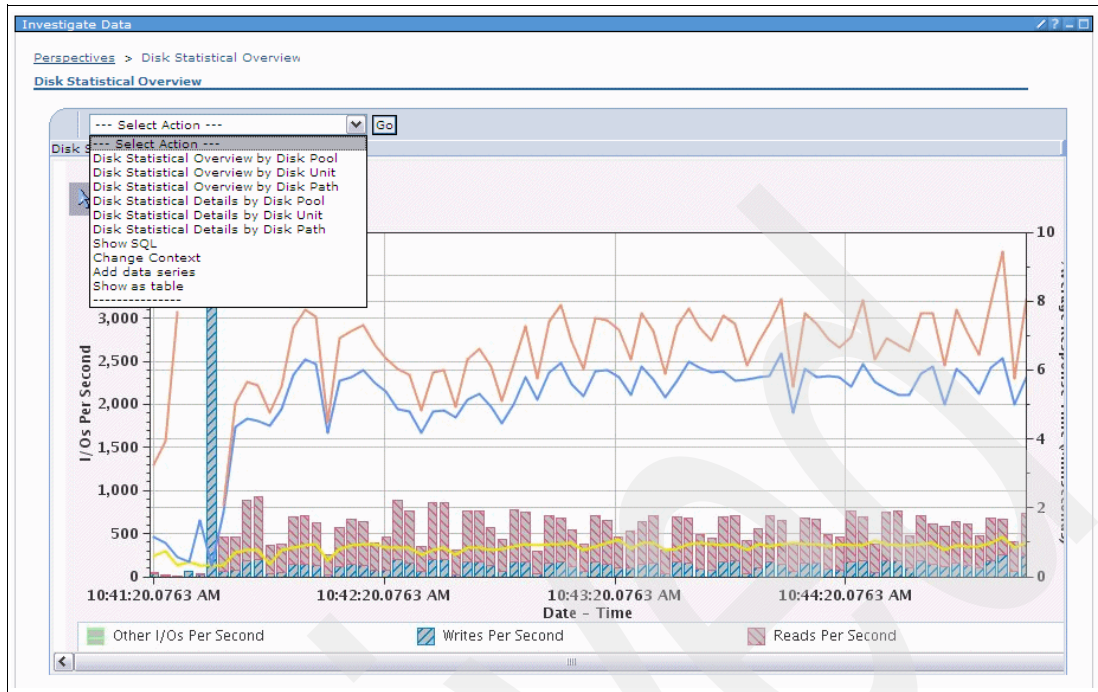 Investigate Data
Perspectives > Disk Statistical Overview
Disk Statistical Overview
--- Select Action --- Go
Disk S
--- Select Action ---
Disk Statistical Overview by Disk Pool
Disk Statistical Overview by Disk Unit
Disk Statistical Overview by Disk Path
Disk Statistical Details by Disk Pool
Disk Statistical Details by Disk Unit
Disk Statistical Details by Disk Path
Show SQL
Change Context
Add data series
Show as table
---------------
I/Os Per Second
3,000
2,500
2,000
1,500
1,000
500
0
10
8
6
4
2
0
Average Response Time (Milliseconds)
10:41:20.0763 AM 10:42:20.0763 AM 10:43:20.0763 AM 10:44:20.0763 AM
Date - Time
Other I/Os Per Second Writes Per Second Reads Per Second